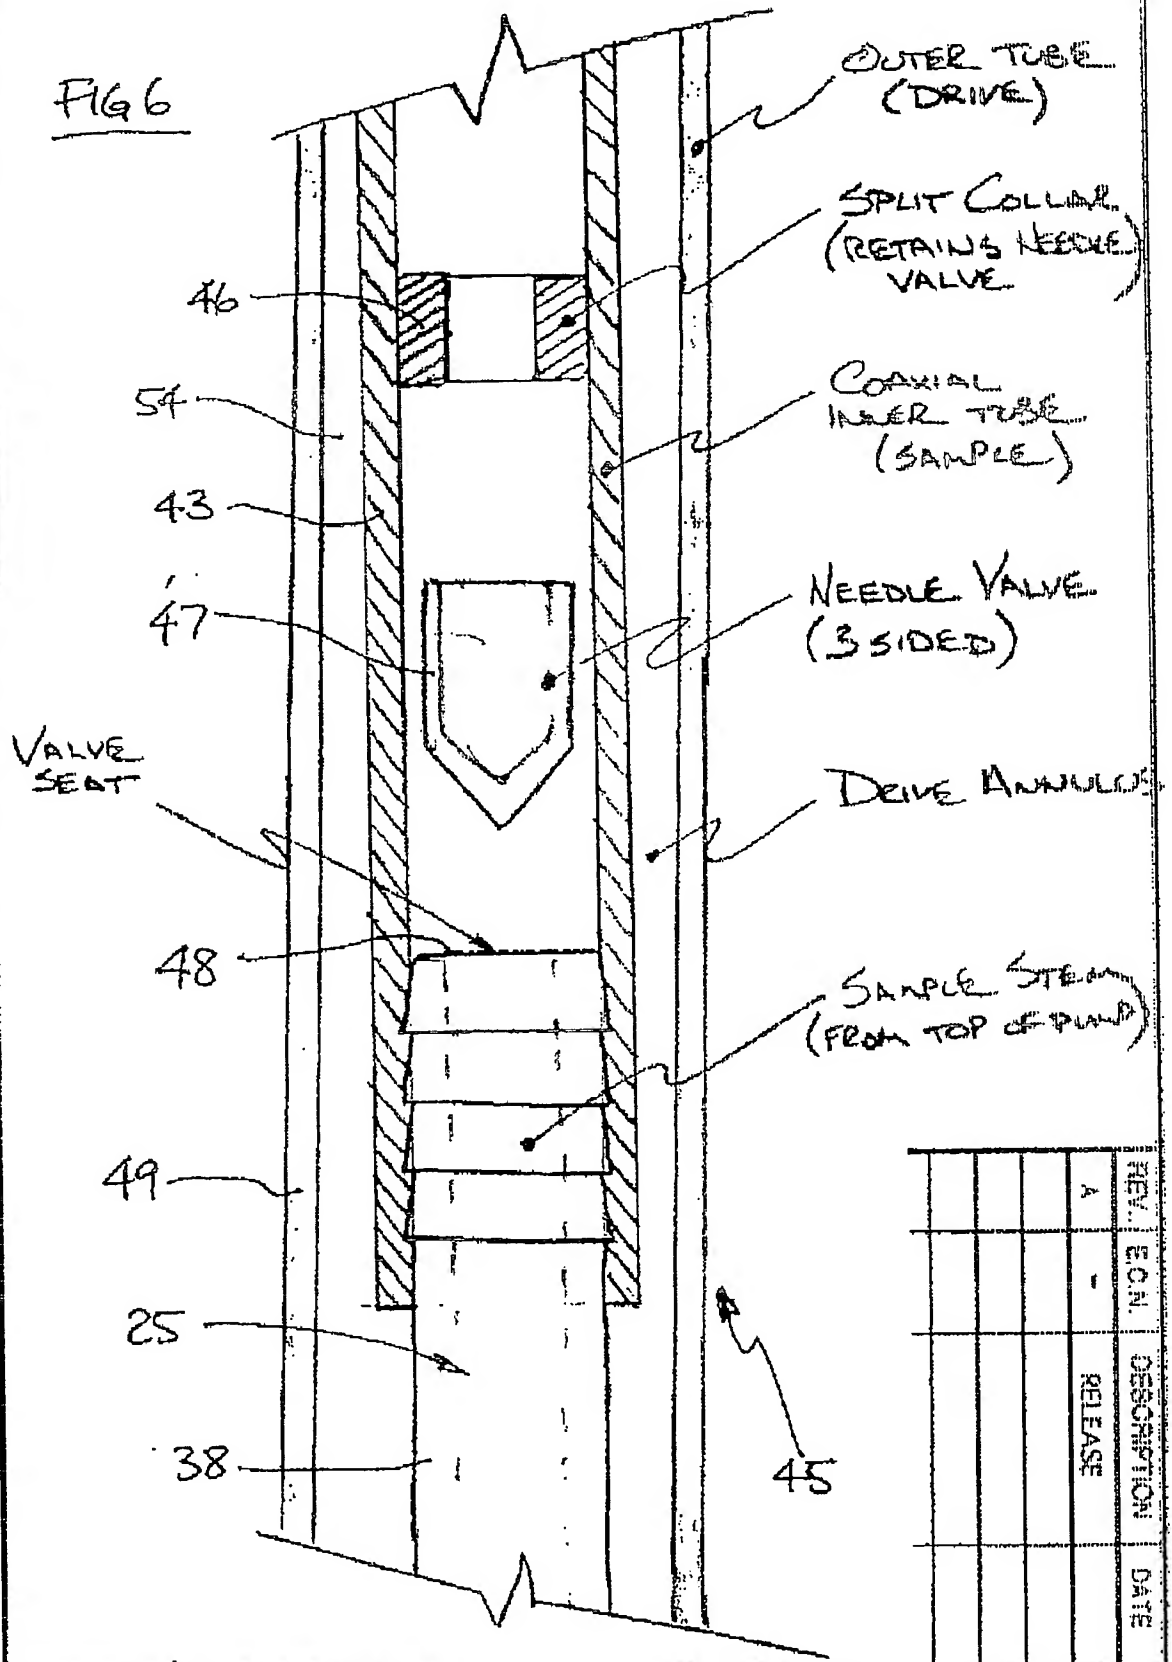 FIG 6
OUTER TUBE
(DRIVE)
SPLIT COLLAR
(RETAINS NEEDLE
VALVE
46
54
COAXIAL
INNER TUBE
(SAMPLE)
43
NEEDLE VALVE
(3 SIDED)
47
VALVE
SEAT
DRIVE ANNULUS
48
SAMPLE STEM
(FROM TOP OF PUMP)
49
25
38
45
REV. E.C.N. DESCRIPTION DATE
A - RELEASE